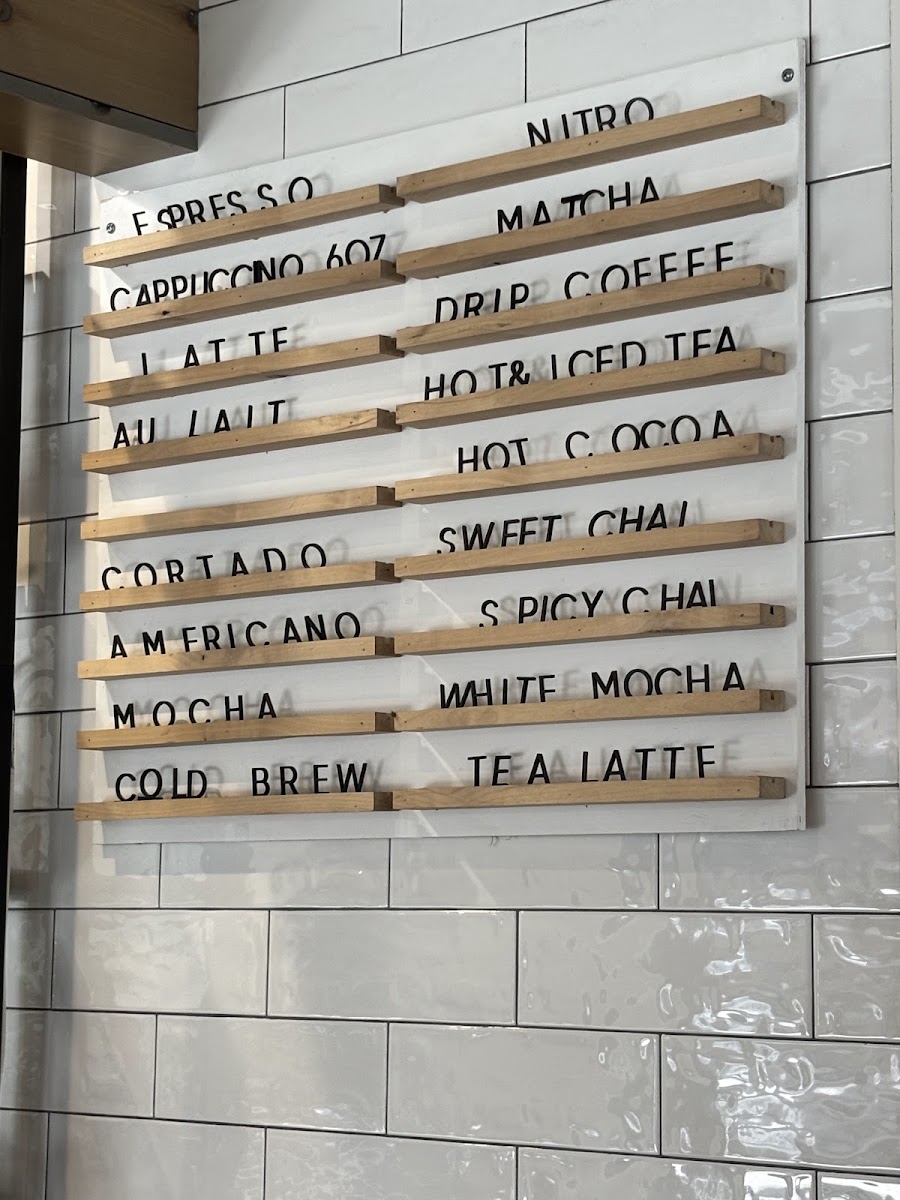 ESPRESSO
CAPPUCCINO 6OZ
LATTE
AU LAIT
CORTADO
AMERICANO
MOCHA
COLD BREW
NITRO
MATCHA
DRIP COFFEE
HOT & ICED TEA
HOT COCOA
SWEET CHAI
SPICY CHAI
WHITE MOCHA
TEA LATTE